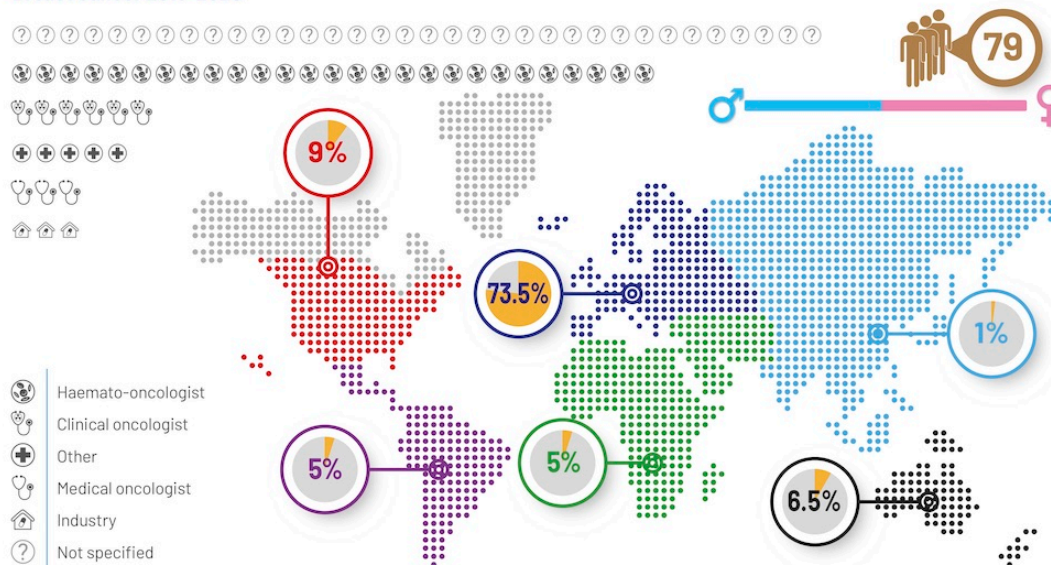 79
9%
73.5%
1%
5%
5%
6.5%
Haemato-oncologist
Clinical oncologist
Other
Medical oncologist
Industry
Not specified